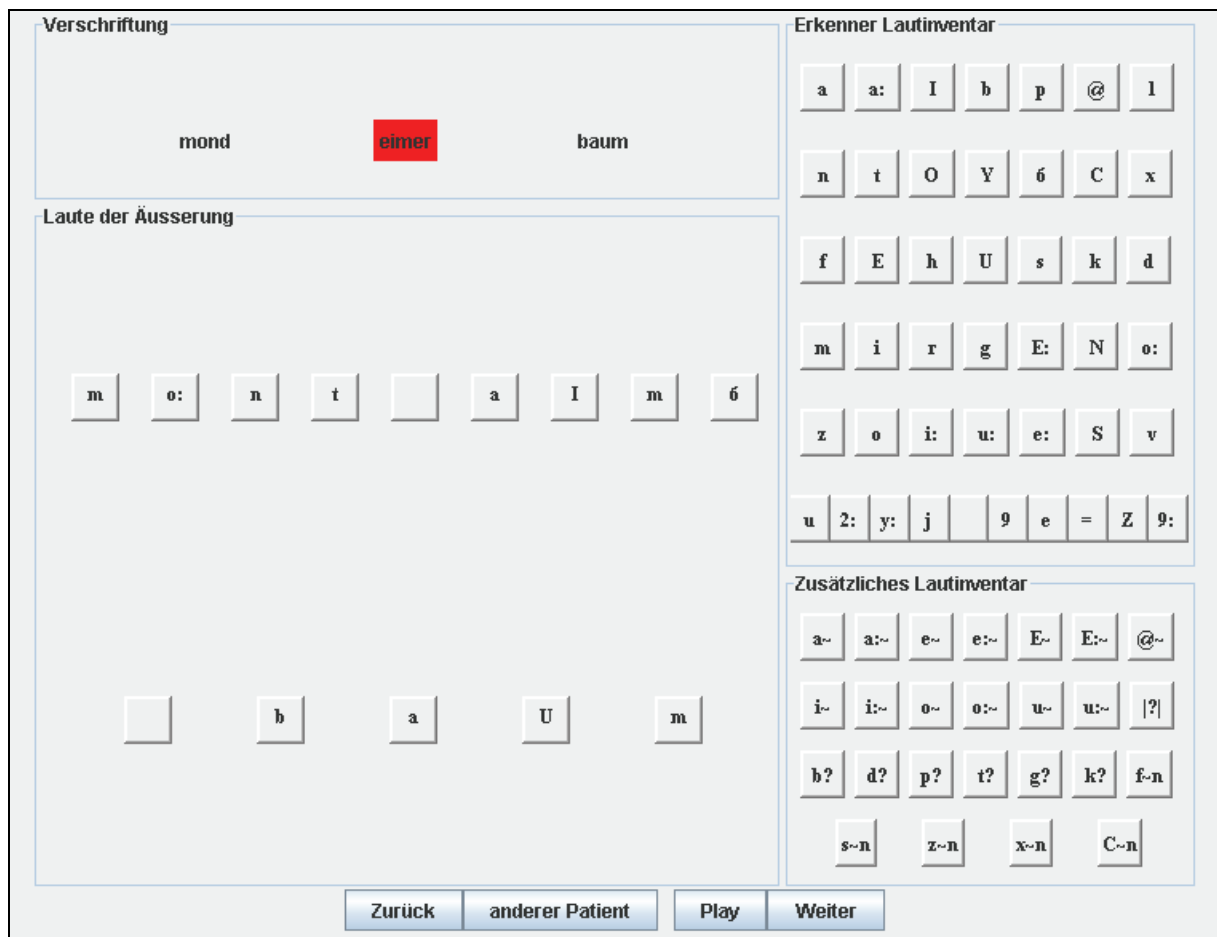 Verschriftung
mond eimer baum
Laute der Äusserung
m o: n t a I m 6
b a U m
Erkenner Lautinventar
a a: I b p @ l
n t O Y 6 C x
f E h U s k d
m i r g E: N o:
z o i: u: e: S v
u 2: y: j 9 e = Z 9:
Zusätzliches Lautinventar
a~ a:~ e~ e:~ E~ E:~ @~
i~ i:~ o~ o:~ u~ u:~ |?|
b? d? p? t? g? k? f~n
s~n z~n x~n C~n
Zurück anderer Patient Play Weiter